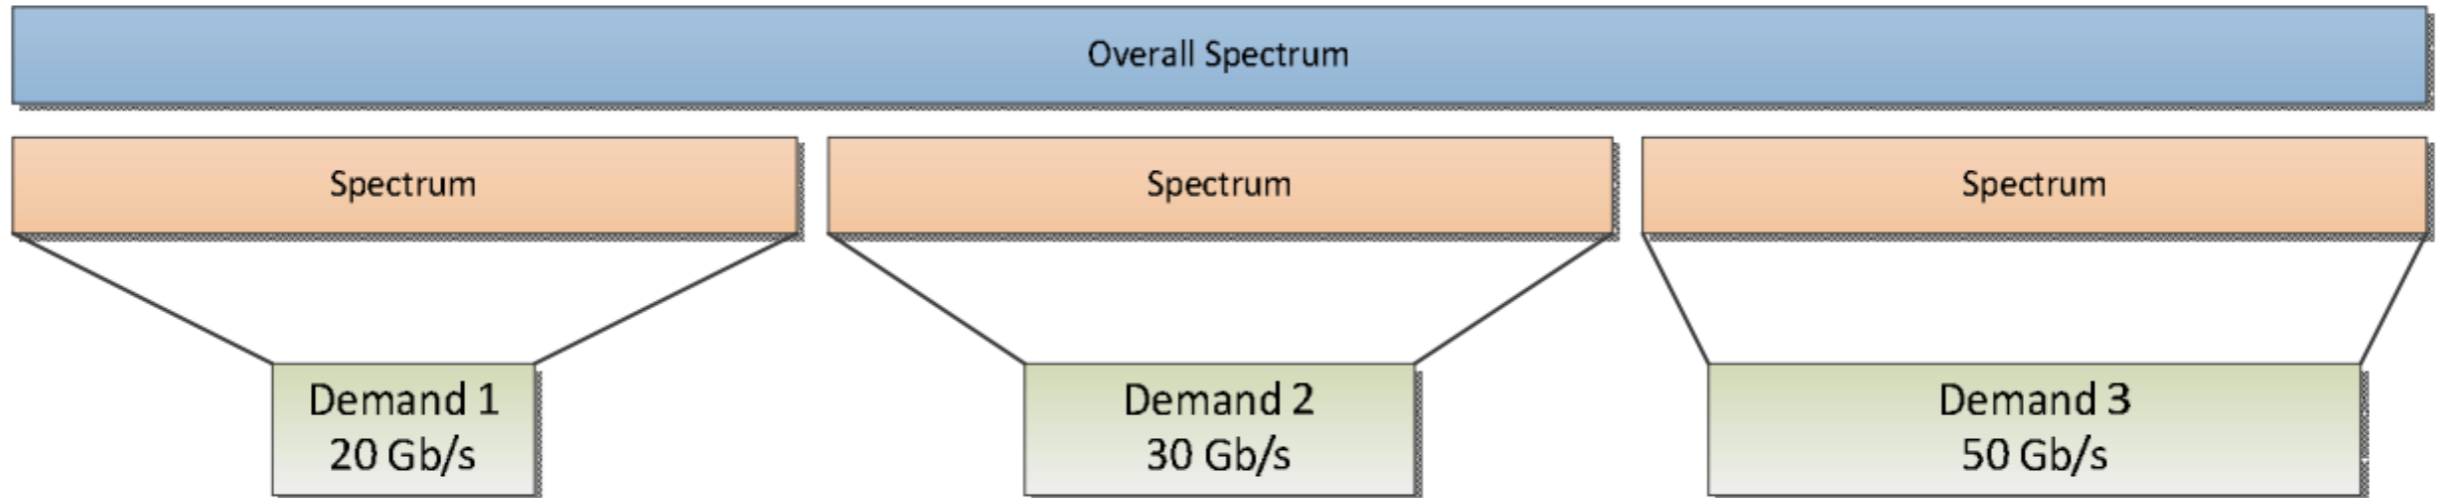 Overall Spectrum
Spectrum
Spectrum
Spectrum
Demand 1
20 Gb/s
Demand 2
30 Gb/s
Demand 3
50 Gb/s